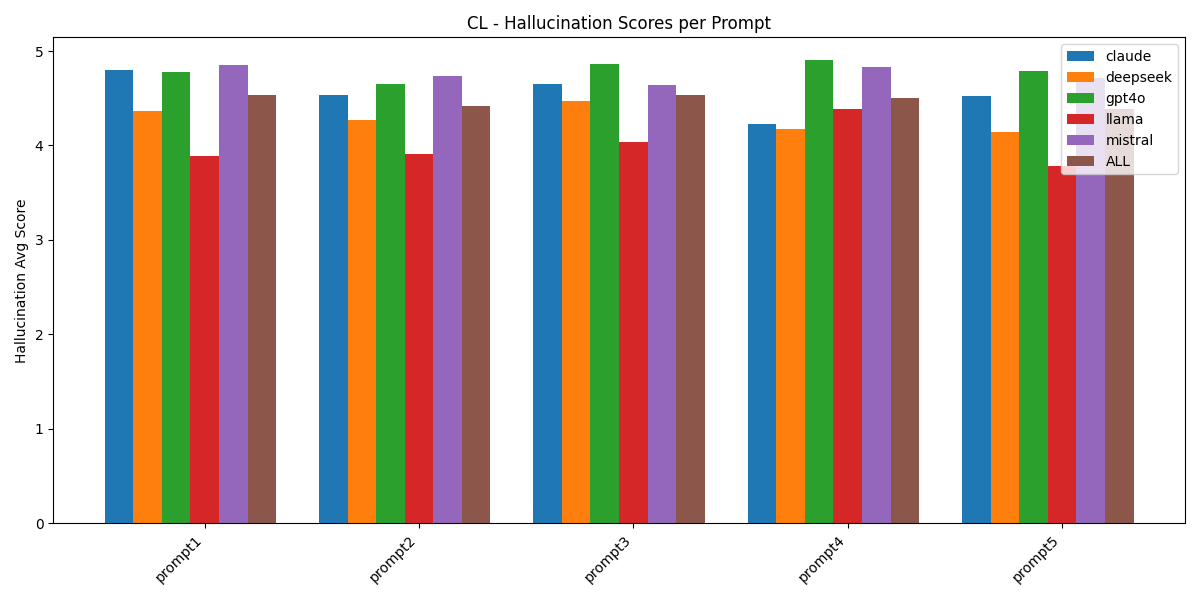 CL - Hallucination Scores per Prompt
Hallucination Avg Score
5
4
3
2
1
0
claude
deepseek
gpt4o
llama
mistral
ALL
prompt1
prompt2
prompt3
prompt4
prompt5